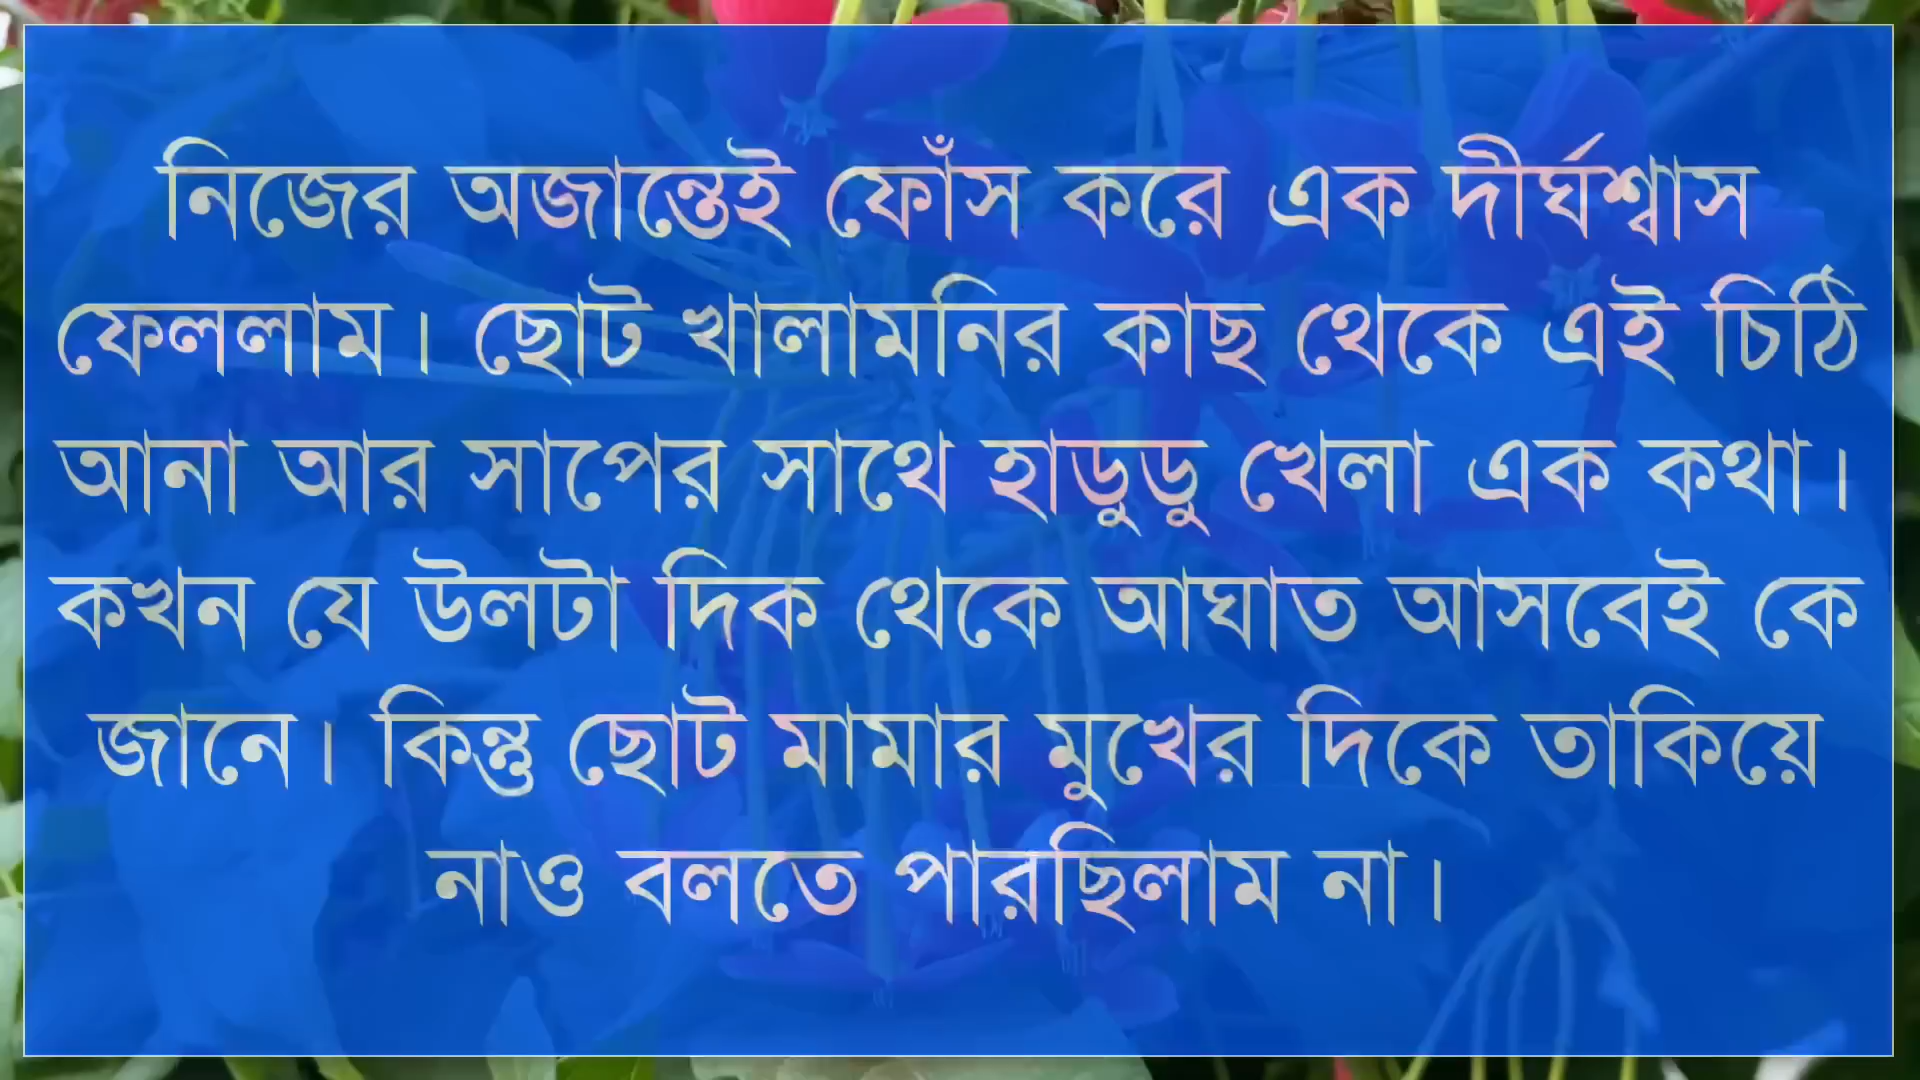 নিজের অজান্তেই ফোঁস করে এক দীর্ঘশ্বাস
ফেললাম। ছোট খালামনির কাছ থেকে এই চিঠি
আনা আর সাপের সাথে হাডুডু খেলা এক কথা।
কখন যে উলটা দিক থেকে আঘাত আসবেই কে
জানে। কিন্তু ছোট মামার মুখের দিকে তাকিয়ে
নাও বলতে পারছিলাম না।